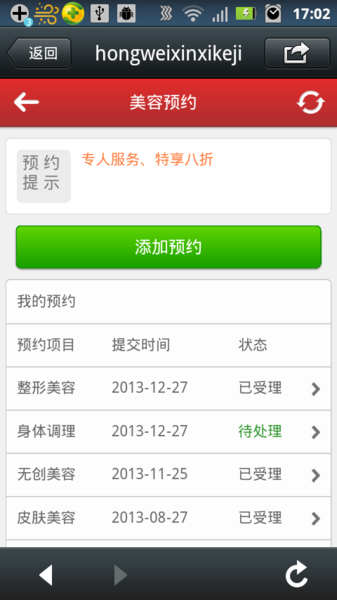 17:02
返回
hongweixinxikeji
美容预约
预约
提示
专人服务、特享八折
添加预约
我的预约
预约项目 提交时间 状态
整形美容 2013-12-27 已受理
身体调理 2013-12-27 待处理
无创美容 2013-11-25 已受理
皮肤美容 2013-08-27 已受理